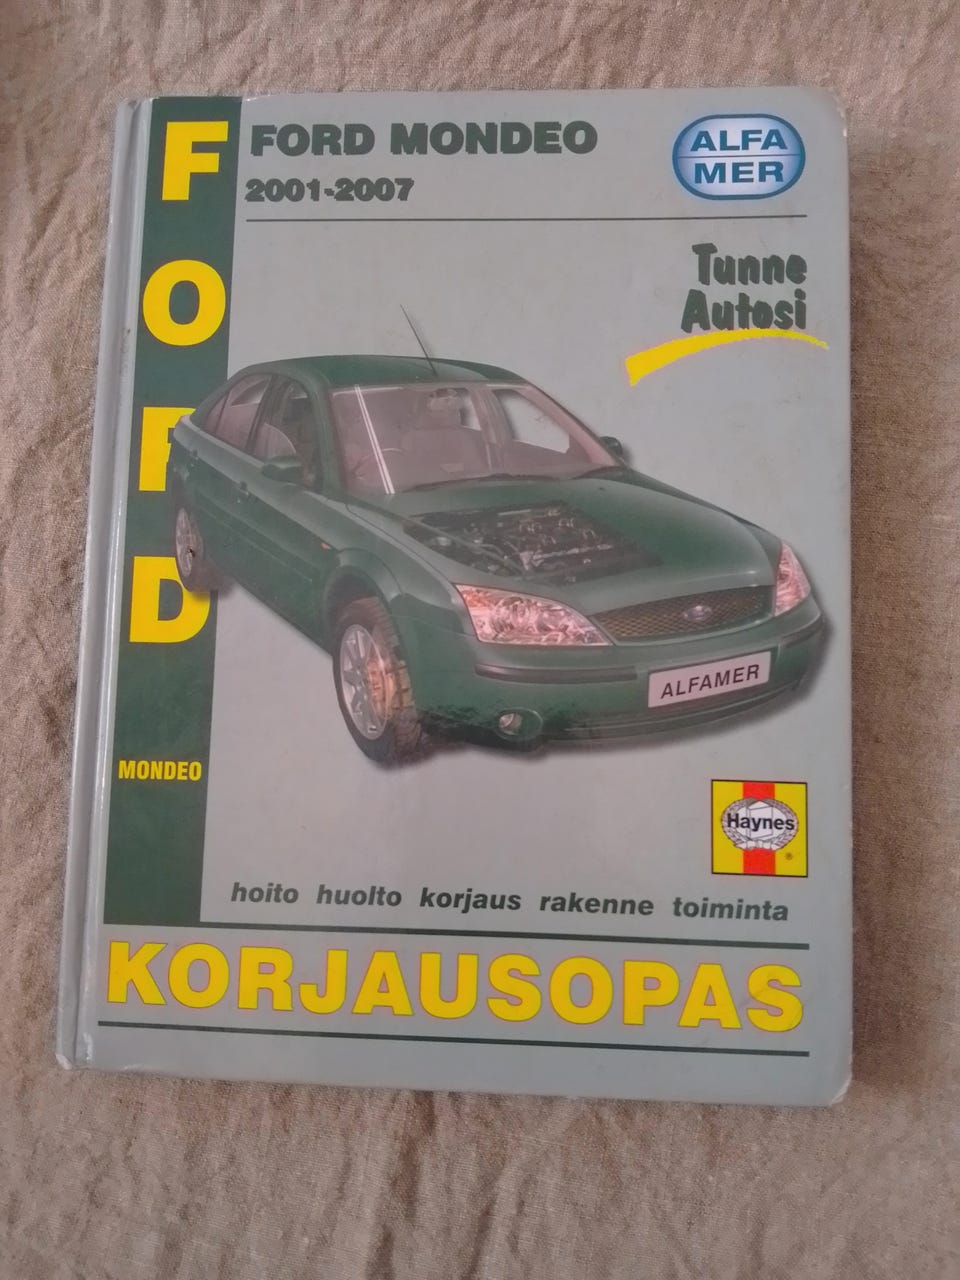 FORD
FORD MONDEO
2001-2007
ALFA
MER
Tunne
Autosi
ALFAMER
MONDEO
Haynes
®
hoito huolto korjaus rakenne toiminta
KORJAUSOPAS